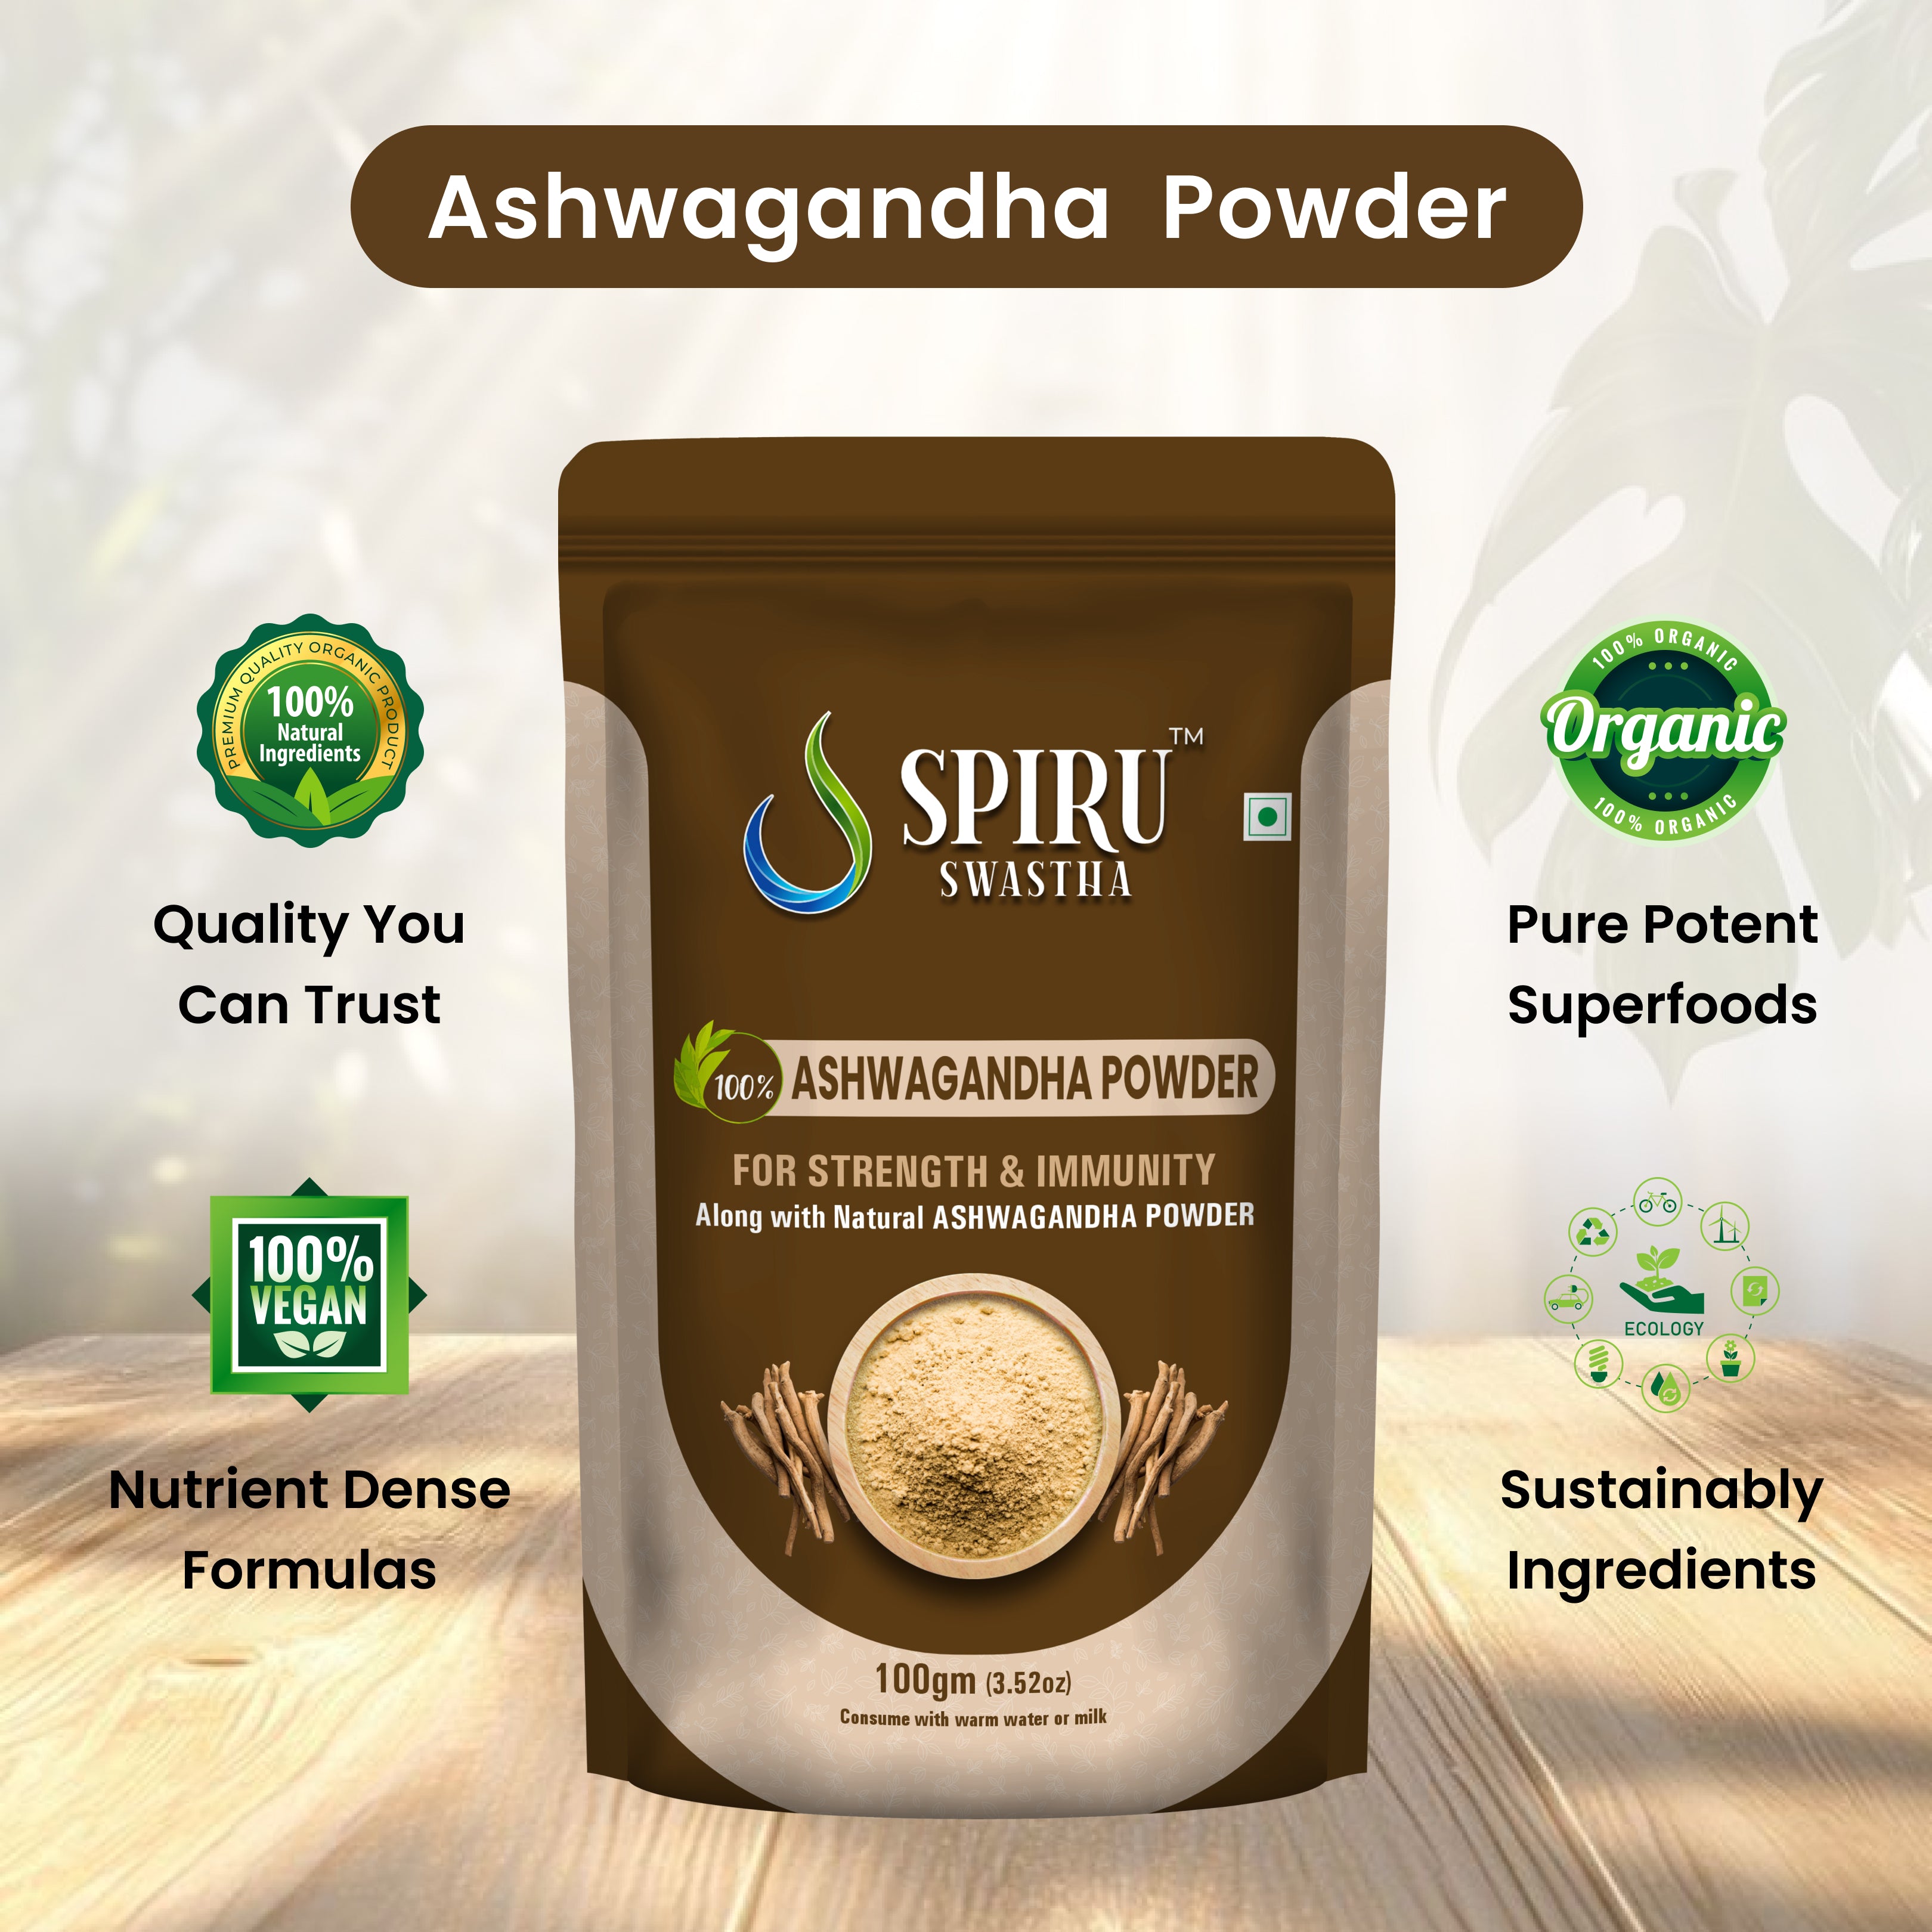 Ashwagandha Powder
PREMIUM QUALITY ORGANIC PRODUCT
100%
Natural
Ingredients
Quality You
Can Trust
100%
VEGAN
Nutrient Dense
Formulas
SPIRU™
SWASTHA
100% ASHWAGANDHA POWDER
FOR STRENGTH & IMMUNITY
Along with Natural ASHWAGANDHA POWDER
100gm (3.52oz)
Consume with warm water or milk
100% ORGANIC
Organic
100% ORGANIC
Pure Potent
Superfoods
ECOLOGY
Sustainably
Ingredients